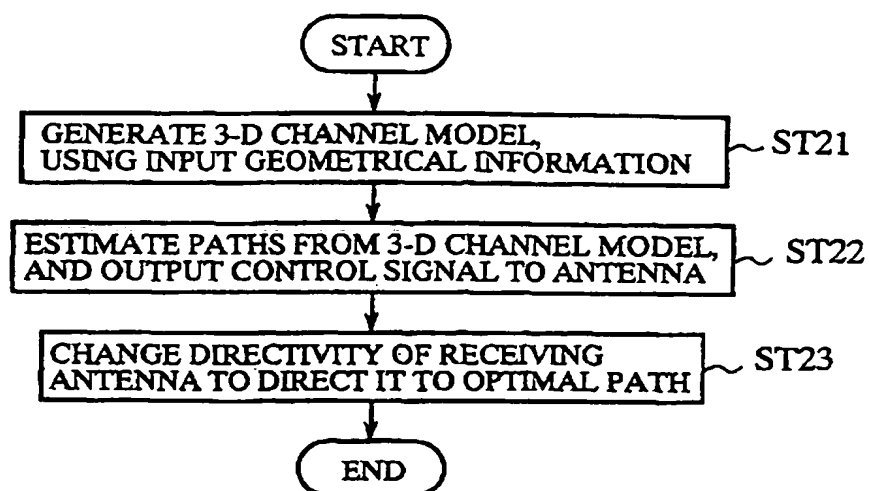 START
GENERATE 3-D CHANNEL MODEL,
USING INPUT GEOMETRICAL INFORMATION
ST21
ESTIMATE PATHS FROM 3-D CHANNEL MODEL,
AND OUTPUT CONTROL SIGNAL TO ANTENNA
ST22
CHANGE DIRECTIVITY OF RECEIVING
ANTENNA TO DIRECT IT TO OPTIMAL PATH
ST23
END